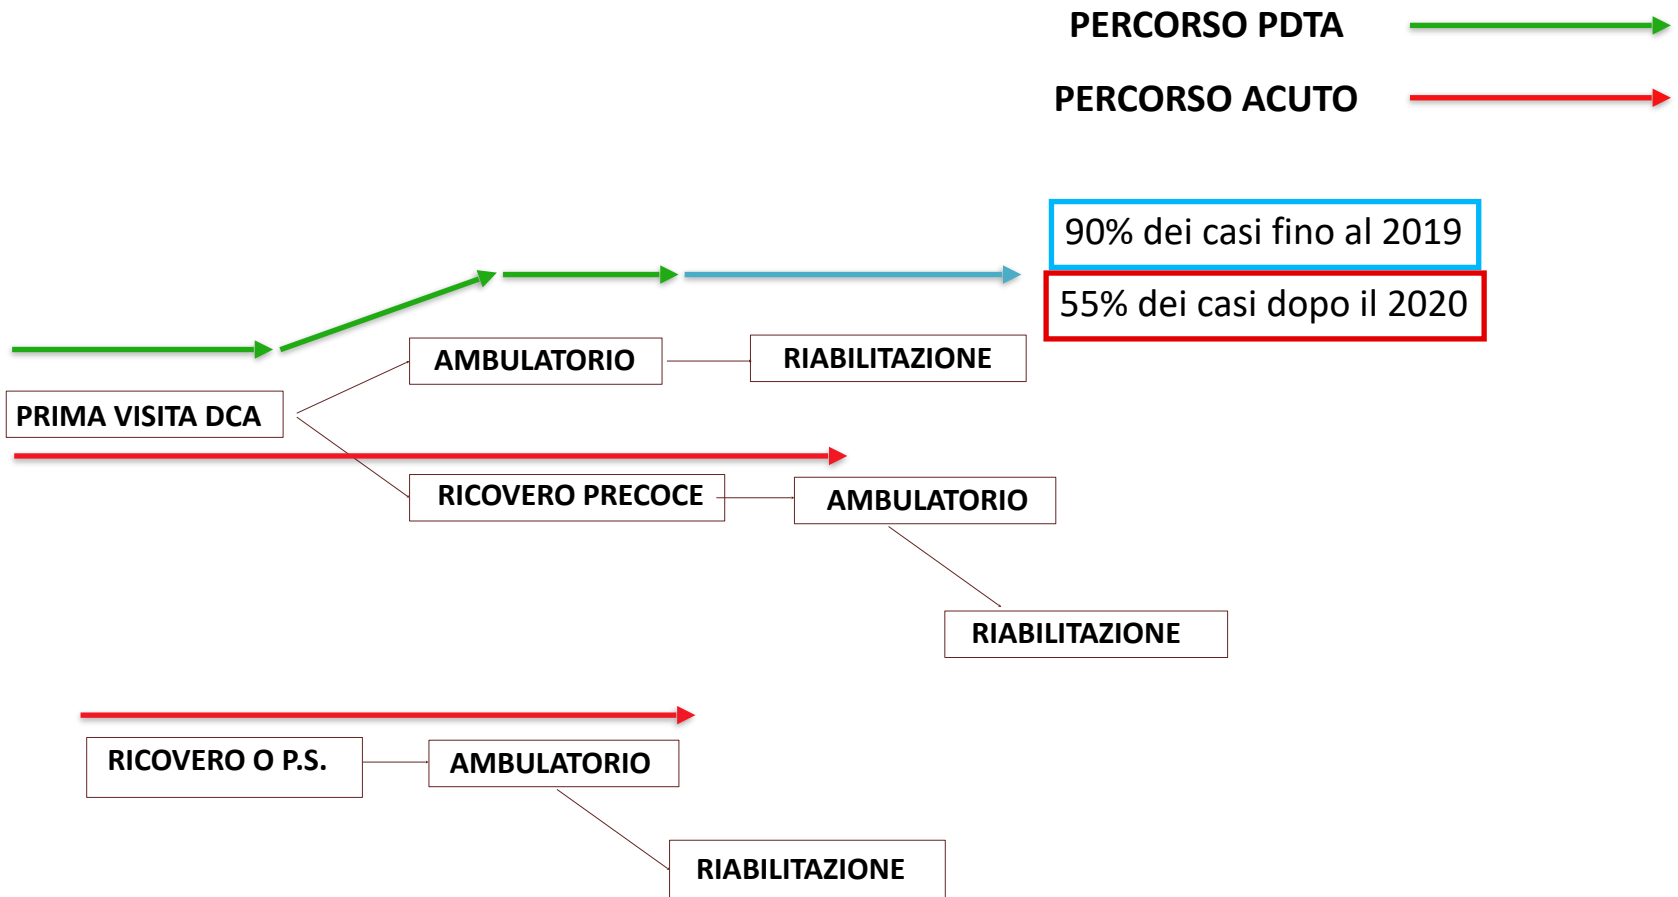 PERCORSO PDTA
PERCORSO ACUTO
90% dei casi fino al 2019
55% dei casi dopo il 2020
AMBULATORIO
RIABILITAZIONE
PRIMA VISITA DCA
RICOVERO PRECOCE
AMBULATORIO
RIABILITAZIONE
RICOVERO O P.S.
AMBULATORIO
RIABILITAZIONE